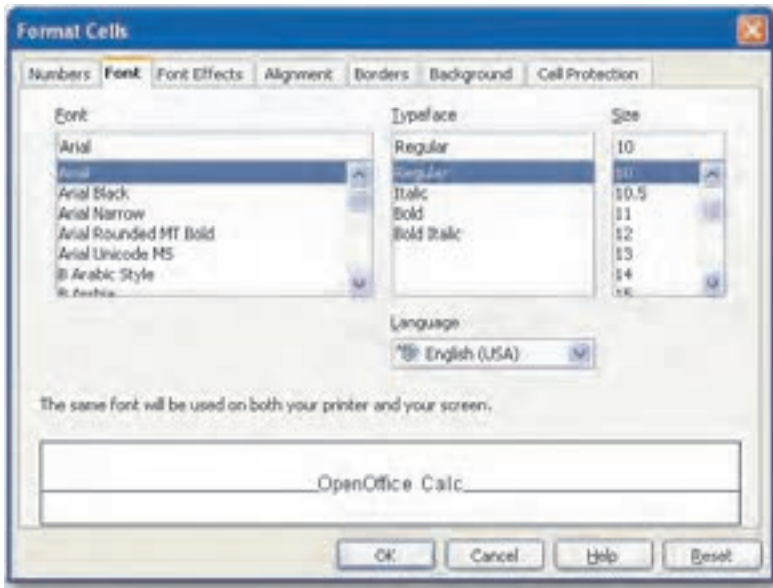 Format Cells
Numbers Font Font Effects Alignment Borders Background Cell Protection
Font Typeface Size
Arial Regular 10
Arial Regular 10
Arial Black Italic 10.5
Arial Narrow Bold 11
Arial Rounded MT Bold Bold Italic 12
Arial Unicode MS 13
B Arabic Style 14
Language
English (USA)
The same font will be used on both your printer and your screen.
OpenOffice Calc
OK Cancel Help Reset